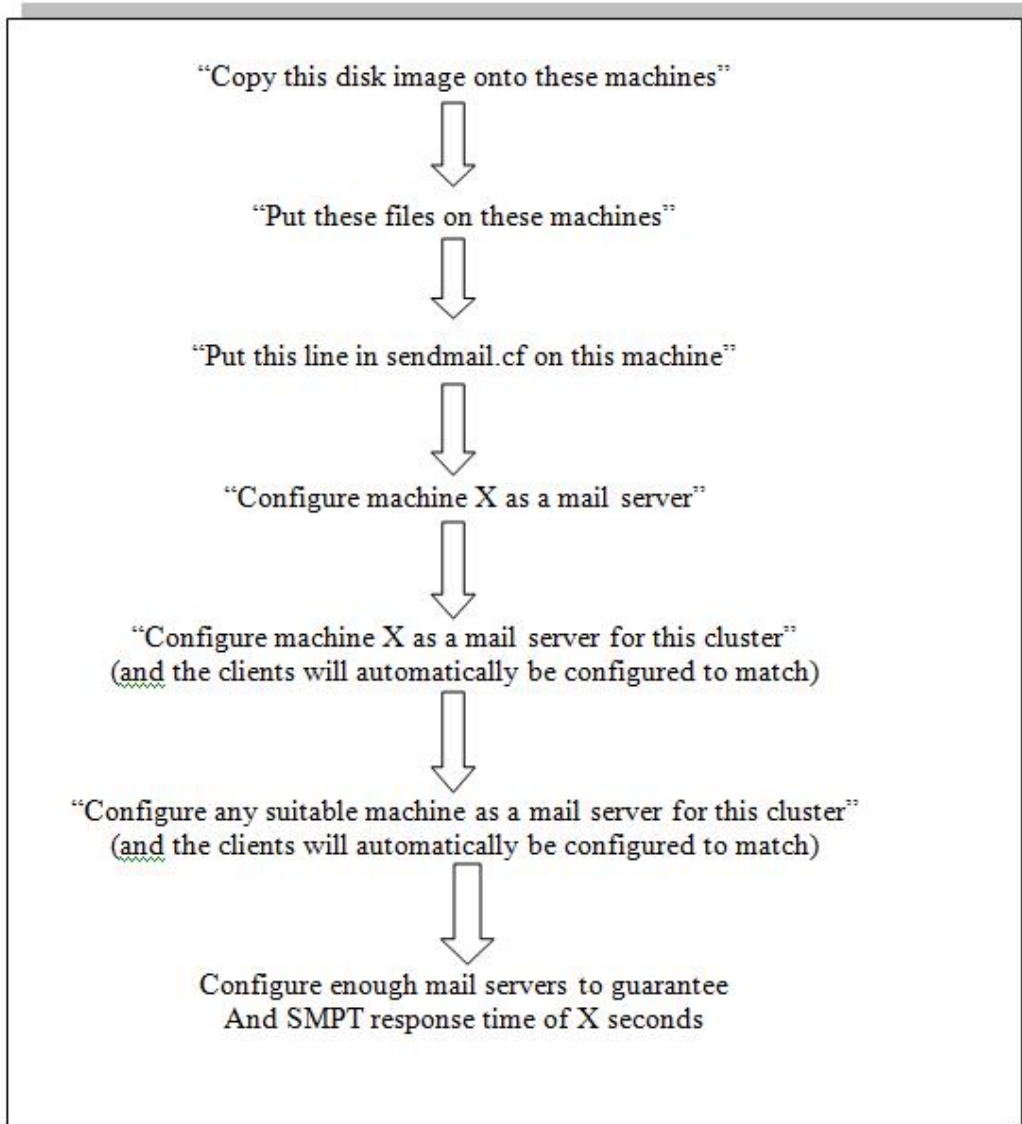 “Copy this disk image onto these machines”
“Put these files on these machines”
“Put this line in sendmail.cf on this machine”
“Configure machine X as a mail server”
“Configure machine X as a mail server for this cluster”
(and the clients will automatically be configured to match)
“Configure any suitable machine as a mail server for this cluster”
(and the clients will automatically be configured to match)
Configure enough mail servers to guarantee
And SMPT response time of X seconds